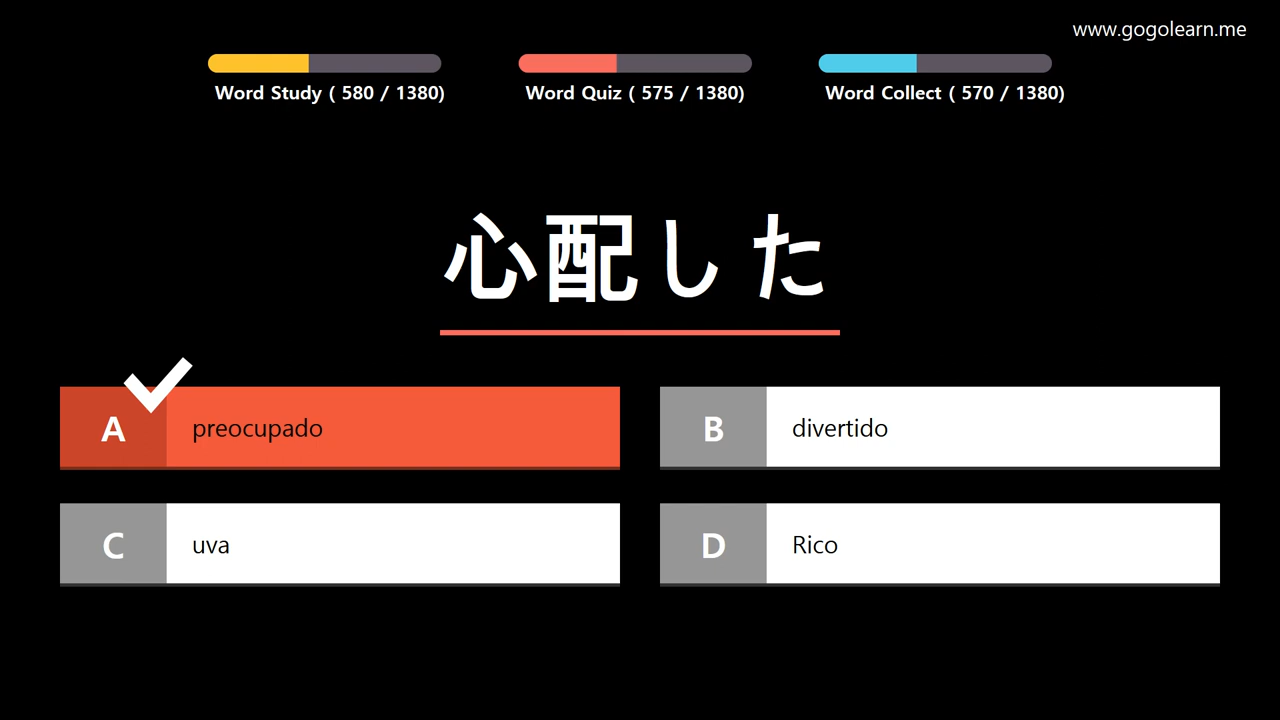 www.gogolearn.me
Word Study ( 580 / 1380)
Word Quiz ( 575 / 1380)
Word Collect ( 570 / 1380)
心配した
A preocupado
B divertido
C uva
D Rico